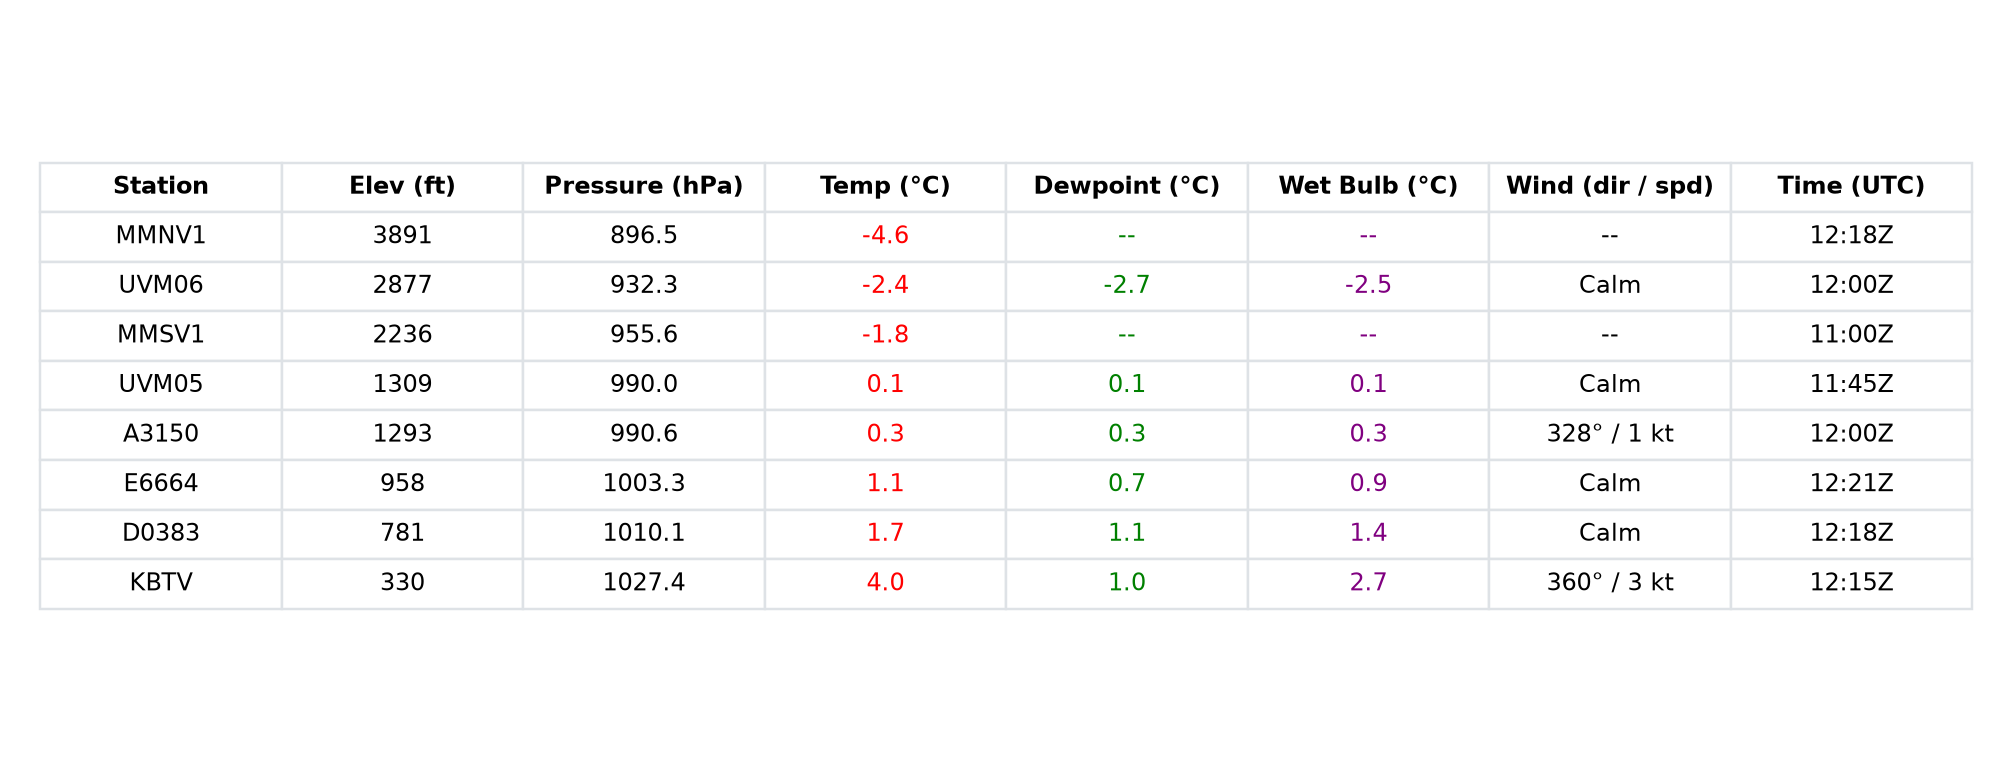 Station Elev (ft) Pressure (hPa) Temp (°C) Dewpoint (°C) Wet Bulb (°C) Wind (dir / spd) Time (UTC)
MMNV1 3891 896.5 -4.6 -- -- -- 12:18Z
UVM06 2877 932.3 -2.4 -2.7 -2.5 Calm 12:00Z
MMSV1 2236 955.6 -1.8 -- -- -- 11:00Z
UVM05 1309 990.0 0.1 0.1 0.1 Calm 11:45Z
A3150 1293 990.6 0.3 0.3 0.3 328° / 1 kt 12:00Z
E6664 958 1003.3 1.1 0.7 0.9 Calm 12:21Z
D0383 781 1010.1 1.7 1.1 1.4 Calm 12:18Z
KBTV 330 1027.4 4.0 1.0 2.7 360° / 3 kt 12:15Z